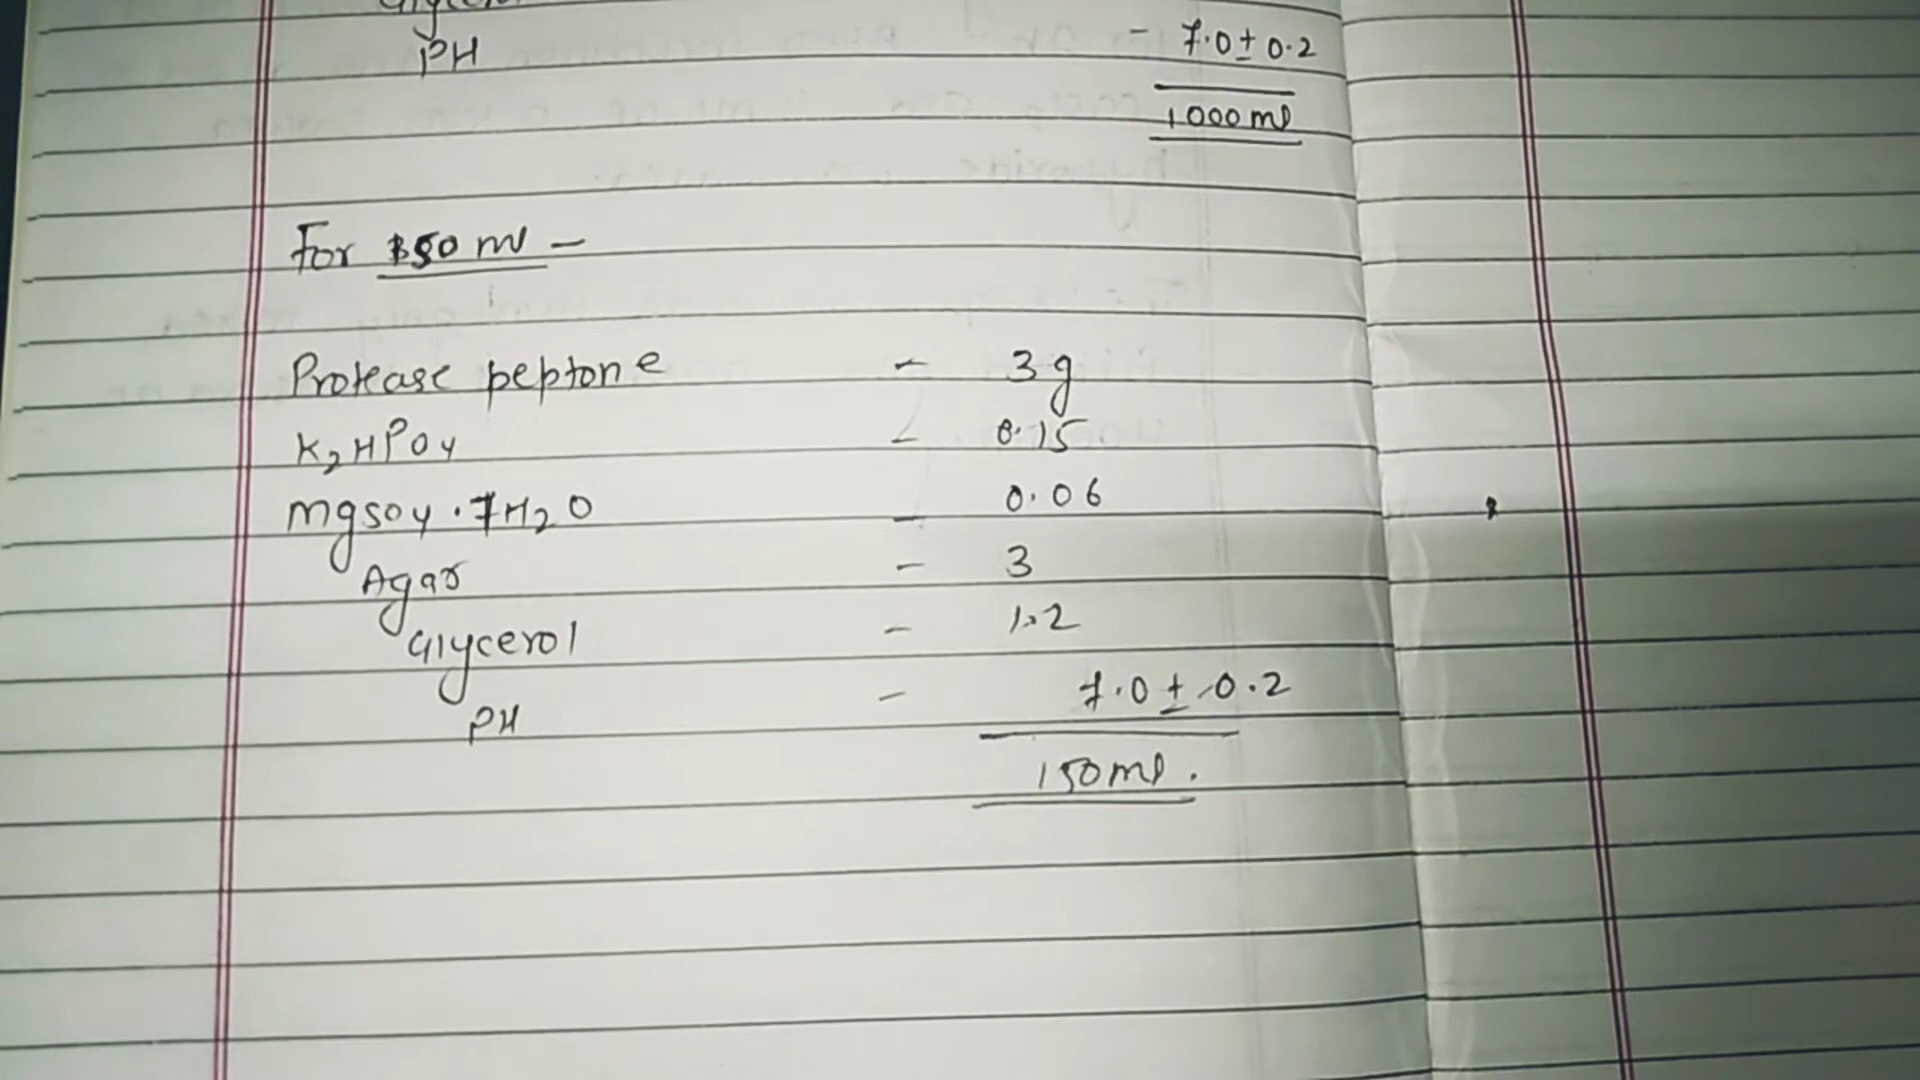 Glycerol
PH - 7.0 ± 0.2
1000 ml
For 150 ml -
Protease peptone - 3 g
K2HPO4 - 0.15
MgSO4 . 7H2O - 0.06
Agar - 3
Glycerol - 1.2
PH - 7.0 ± 0.2
150 ml.